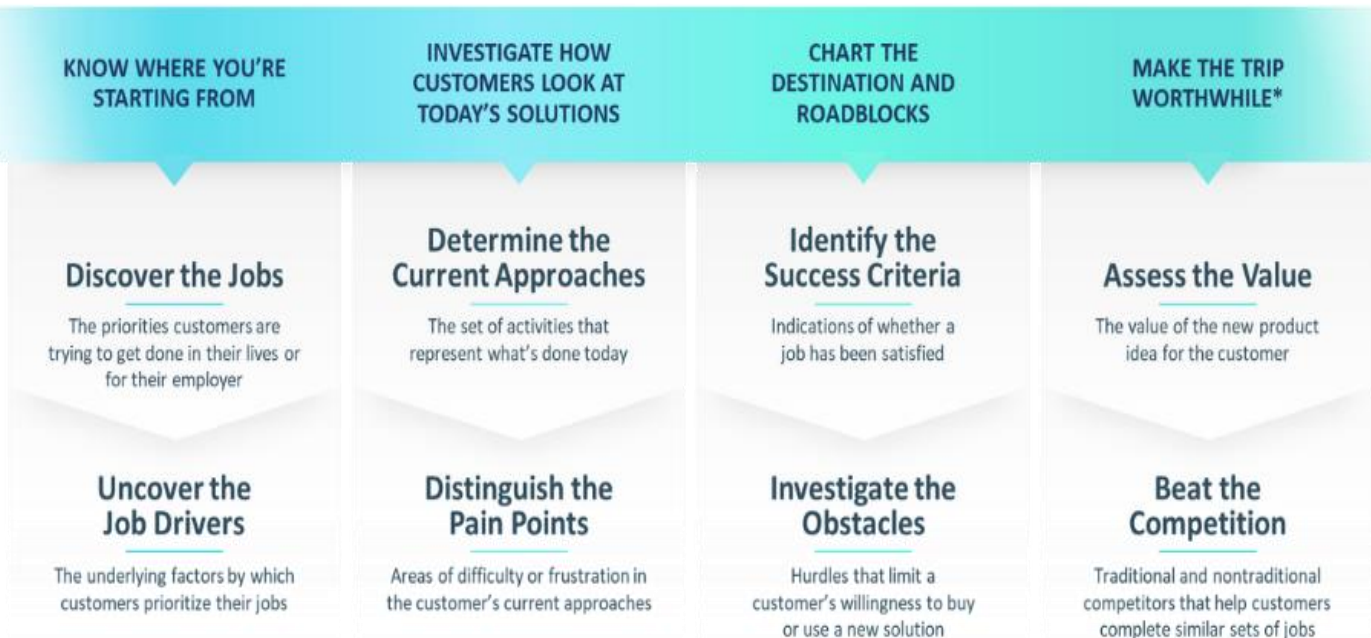 KNOW WHERE YOU'RE
STARTING FROM
INVESTIGATE HOW
CUSTOMERS LOOK AT
TODAY'S SOLUTIONS
CHART THE
DESTINATION AND
ROADBLOCKS
MAKE THE TRIP
WORTHWHILE*
Discover the Jobs
The priorities customers are
trying to get done in their lives or
for their employer
Determine the
Current Approaches
The set of activities that
represent what's done today
Identify the
Success Criteria
Indications of whether a
job has been satisfied
Assess the Value
The value of the new product
idea for the customer
Uncover the
Job Drivers
The underlying factors by which
customers prioritize their jobs
Distinguish the
Pain Points
Areas of difficulty or frustration in
the customer's current approaches
Investigate the
Obstacles
Hurdles that limit a
customer's willingness to buy
or use a new solution
Beat the
Competition
Traditional and nontraditional
competitors that help customers
complete similar sets of jobs